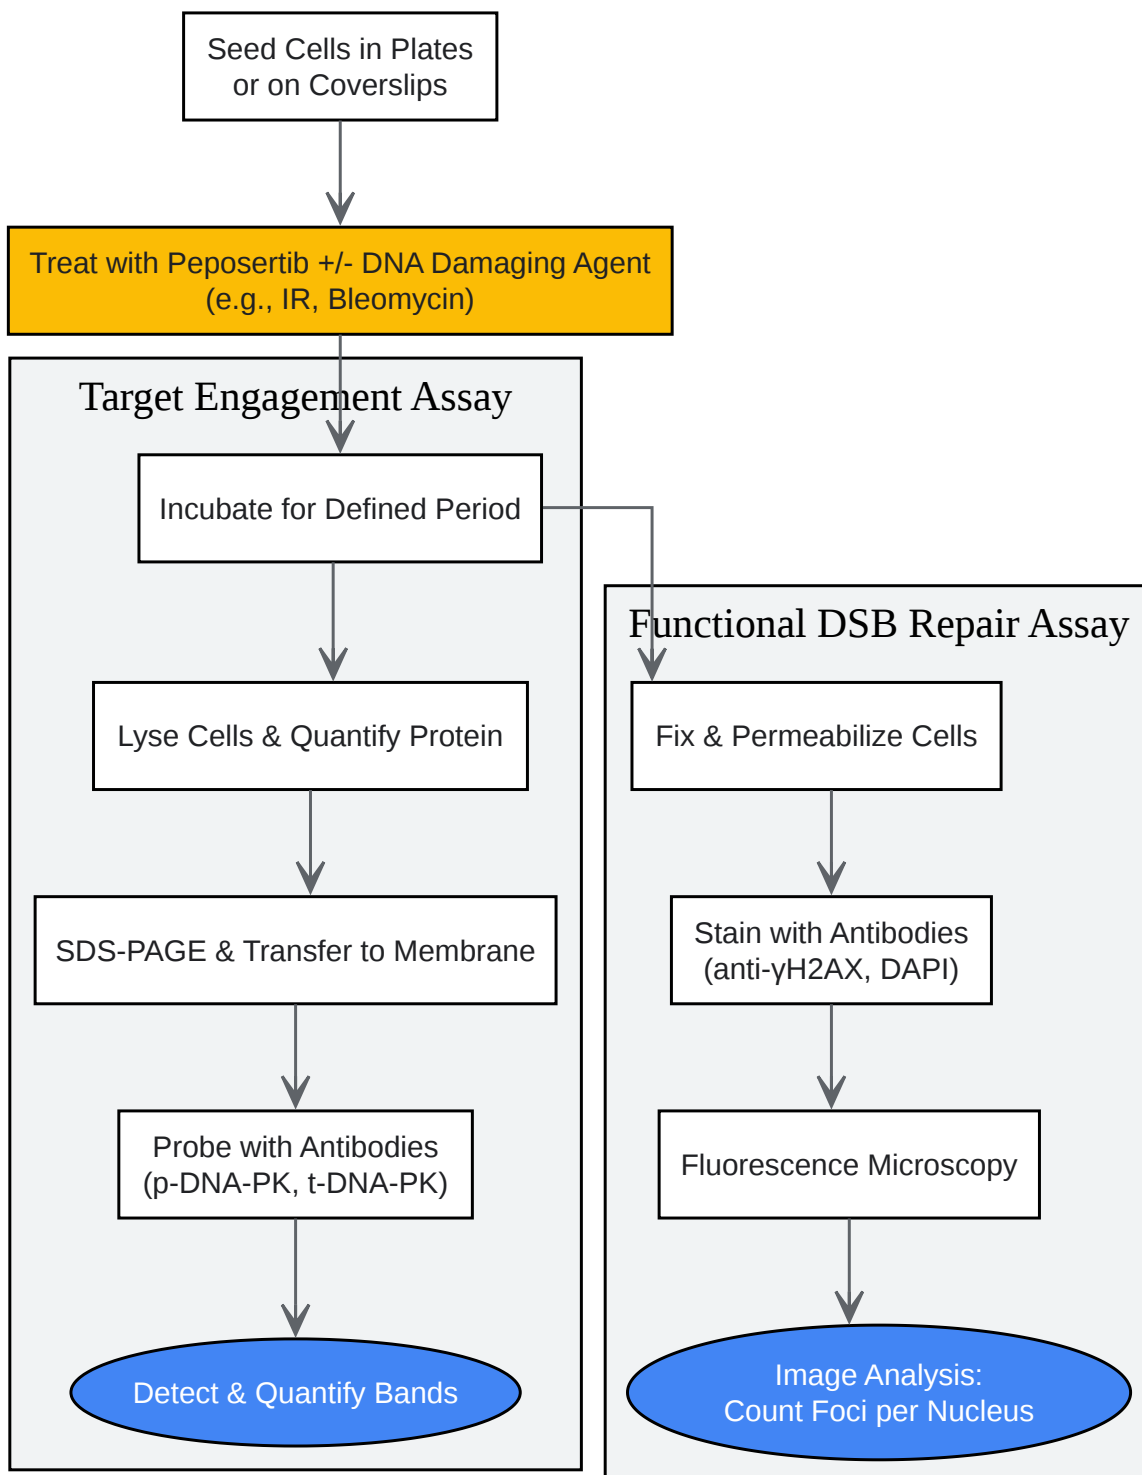 Seed Cells in Plates
or on Coverslips
Treat with Peposertib +/- DNA Damaging Agent
(e.g., IR, Bleomycin)
Target Engagement Assay
Incubate for Defined Period
Lyse Cells & Quantify Protein
SDS-PAGE & Transfer to Membrane
Probe with Antibodies
(p-DNA-PK, t-DNA-PK)
Detect & Quantify Bands
Functional DSB Repair Assay
Fix & Permeabilize Cells
Stain with Antibodies
(anti-γH2AX, DAPI)
Fluorescence Microscopy
Image Analysis:
Count Foci per Nucleus